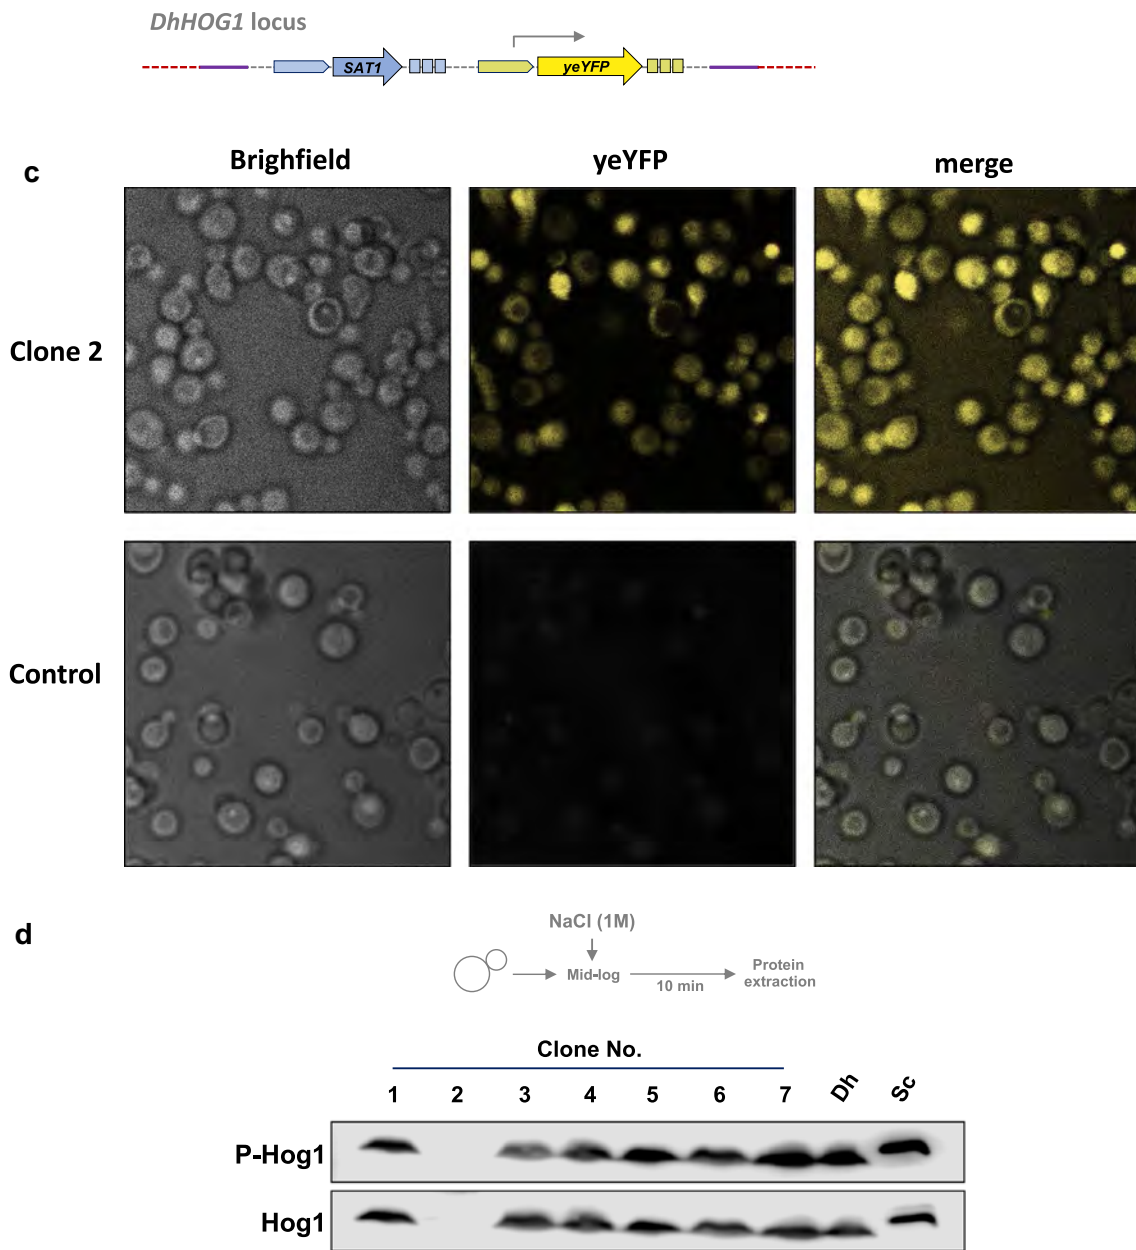 DhHOG1 locus
SAT1
yeYFP
c
Brighfield yeYFP merge
Clone 2
Control
d
NaCl (1M)
Mid-log
10 min
Protein
extraction
Clone No.
1 2 3 4 5 6 7 Dh Sc
P-Hog1
Hog1